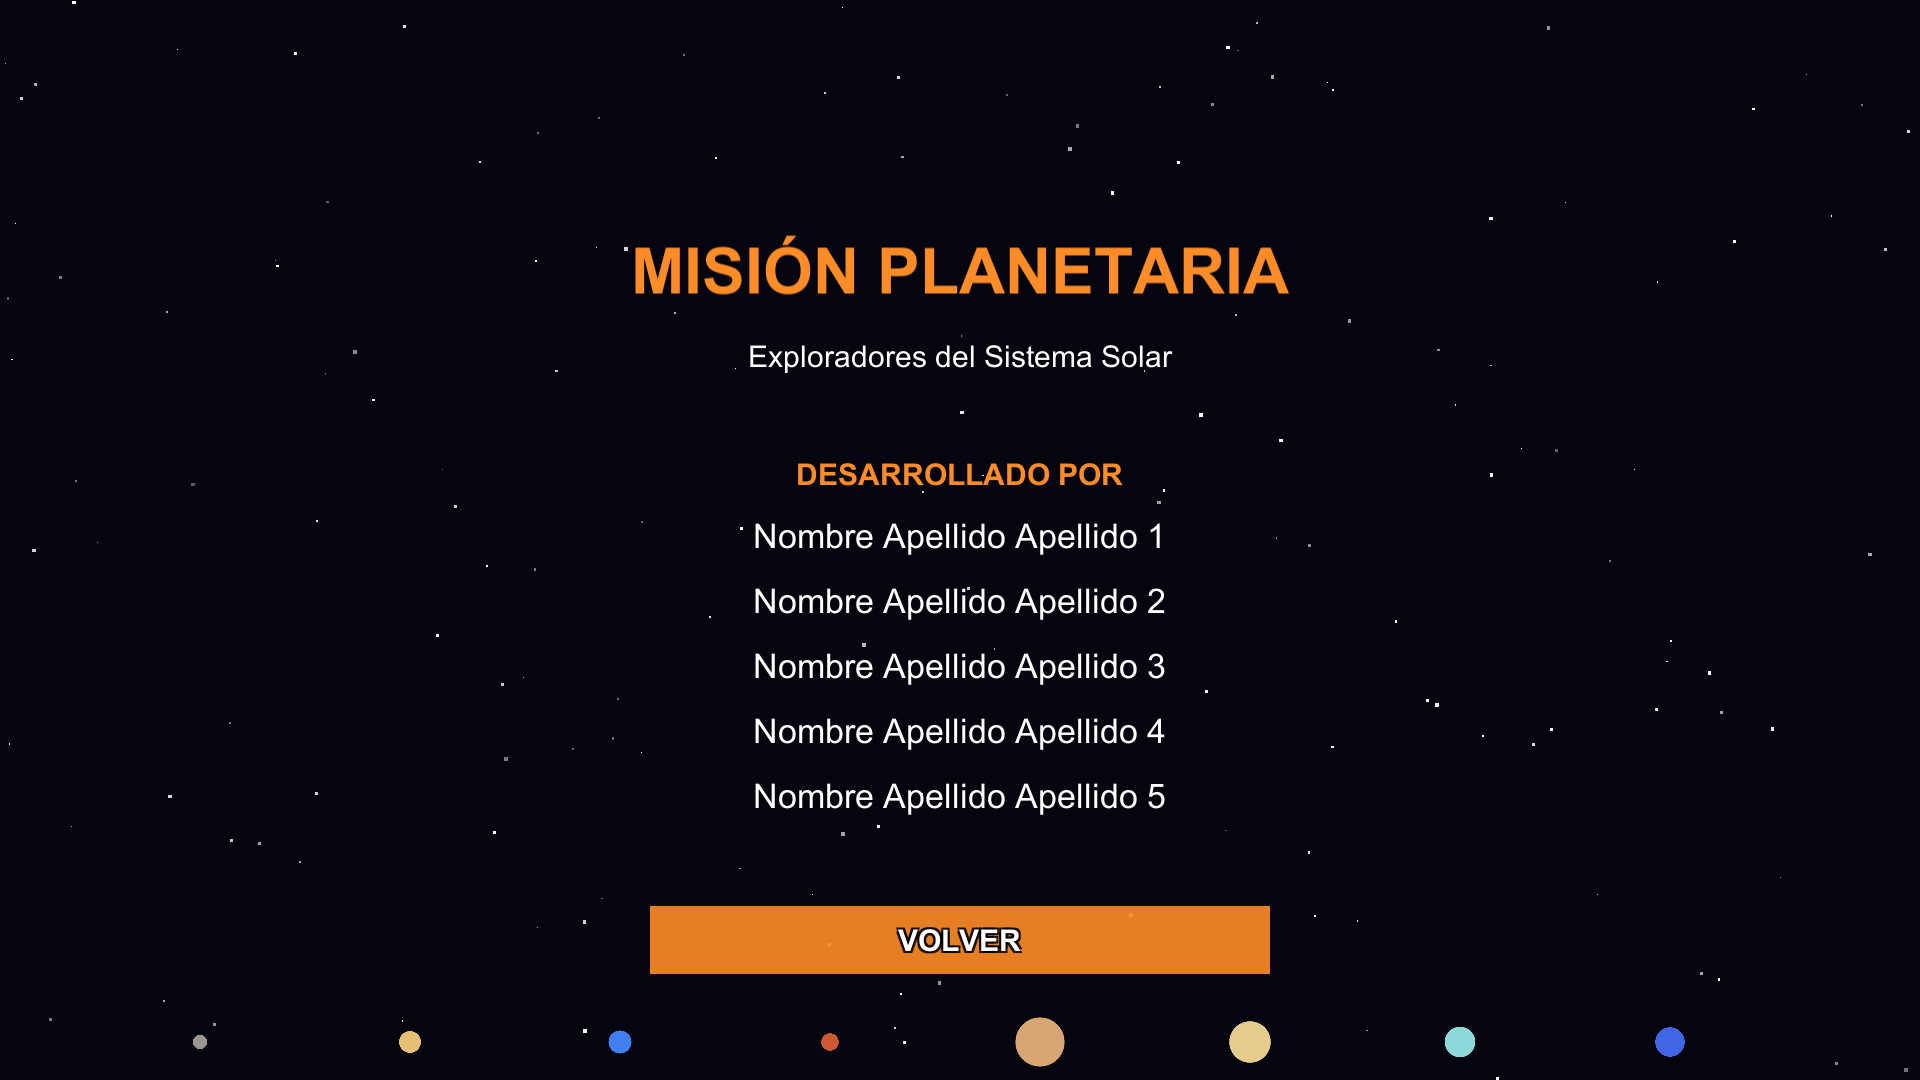 MISIÓN PLANETARIA
Exploradores del Sistema Solar
DESARROLLADO POR
Nombre Apellido Apellido 1
Nombre Apellido Apellido 2
Nombre Apellido Apellido 3
Nombre Apellido Apellido 4
Nombre Apellido Apellido 5
VOLVER